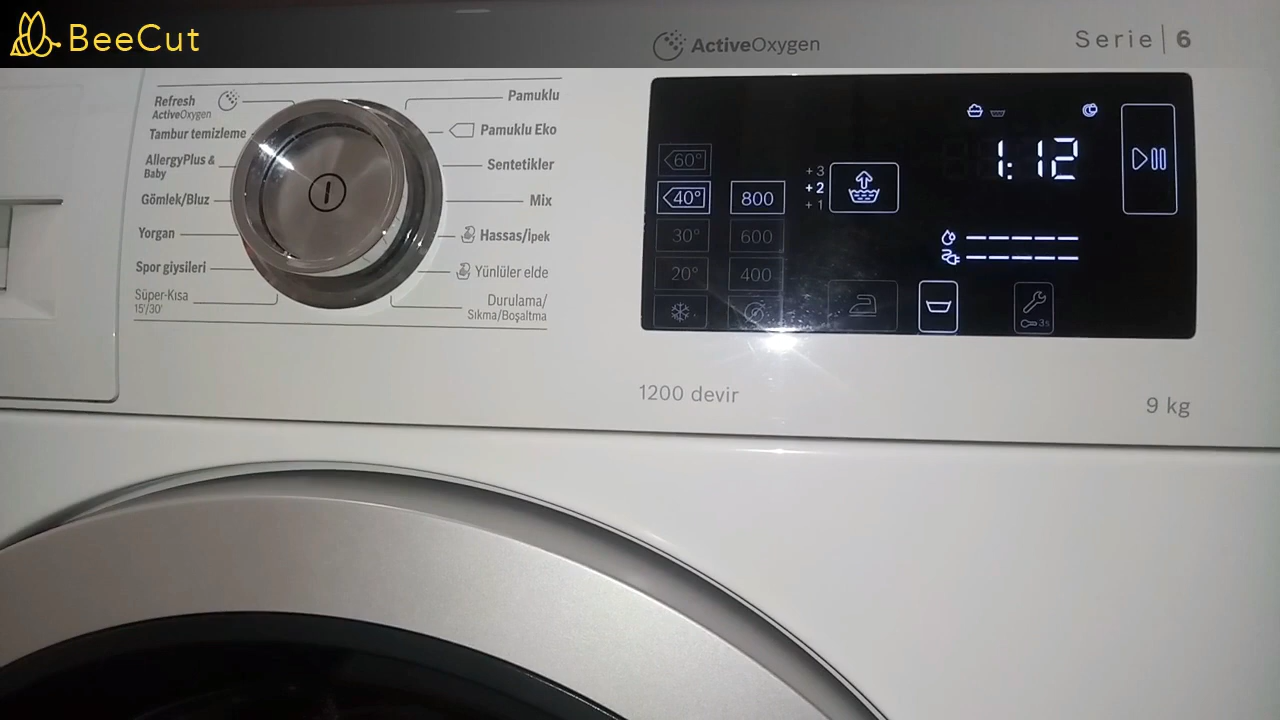 BeeCut
ActiveOxygen
Serie | 6
Refresh
ActiveOxygen
Tambur temizleme
AllergyPlus &
Baby
Gömlek/Bluz
Yorgan
Spor giysileri
Süper-Kısa
15'/30'
Pamuklu
Pamuklu Eko
Sentetikler
Mix
Hassas/İpek
Yünlüler elde
Durulama/
Sıkma/Boşaltma
60°
40°
30°
20°
800
600
400
+ 3
+ 2
+ 1
1:12
3s
1200 devir
9 kg